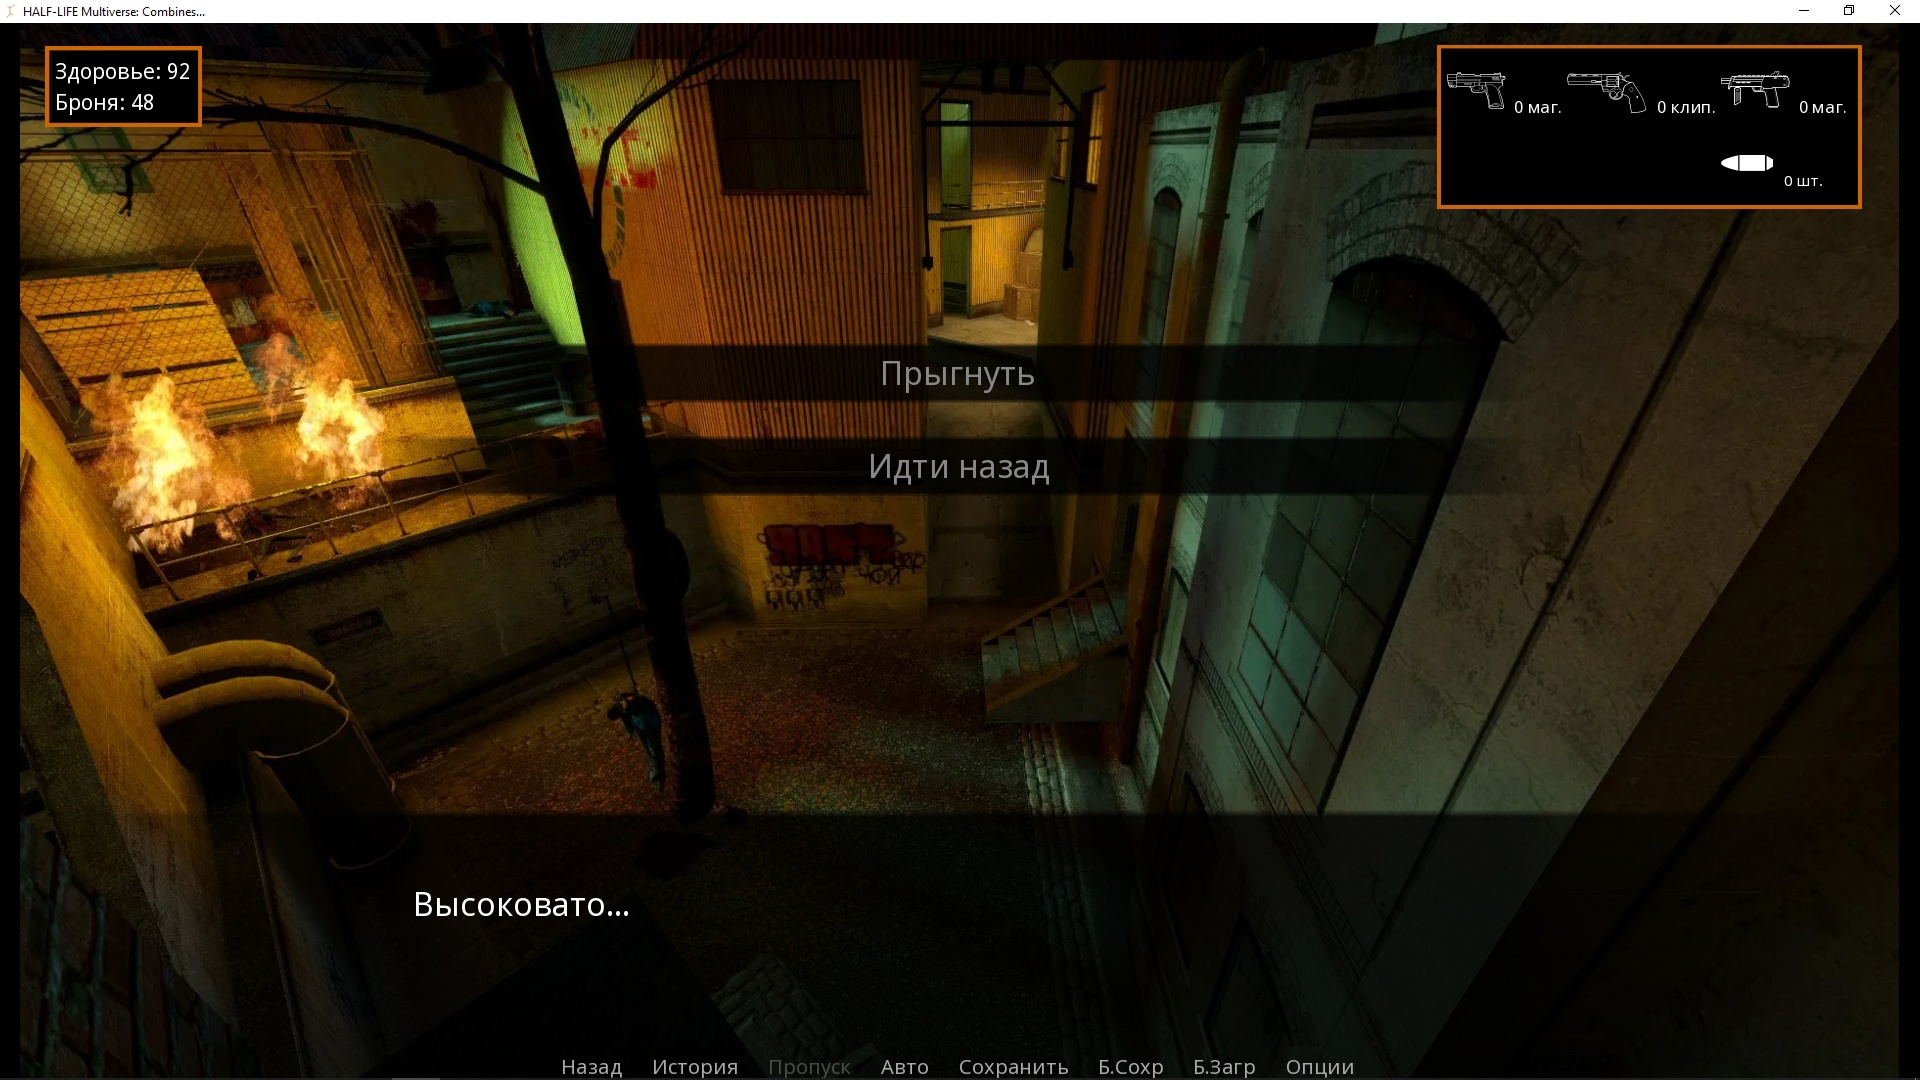 HALF-LIFE Multiverse: Combines...
Здоровье: 92
Броня: 48
0 маг.
0 клип.
0 маг.
0 шт.
Прыгнуть
Идти назад
Высоковато...
Назад История Пропуск Авто Сохранить Б.Сохр Б.Загр Опции